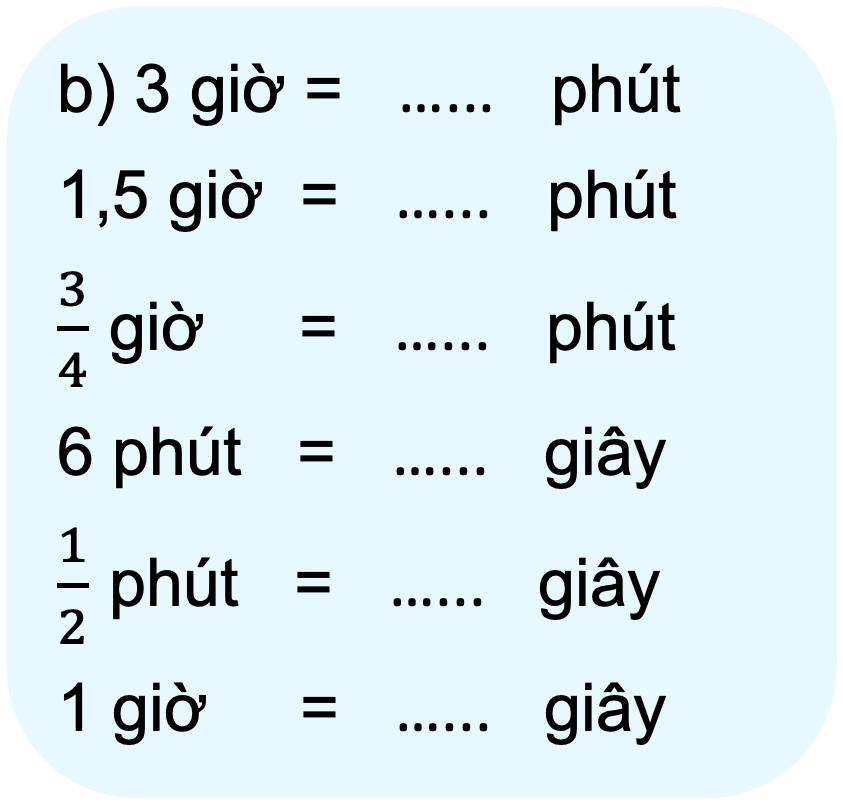 b) 3 giờ = ...... phút
1,5 giờ = ...... phút
3/4 giờ = ...... phút
6 phút = ...... giây
1/2 phút = ...... giây
1 giờ = ...... giây